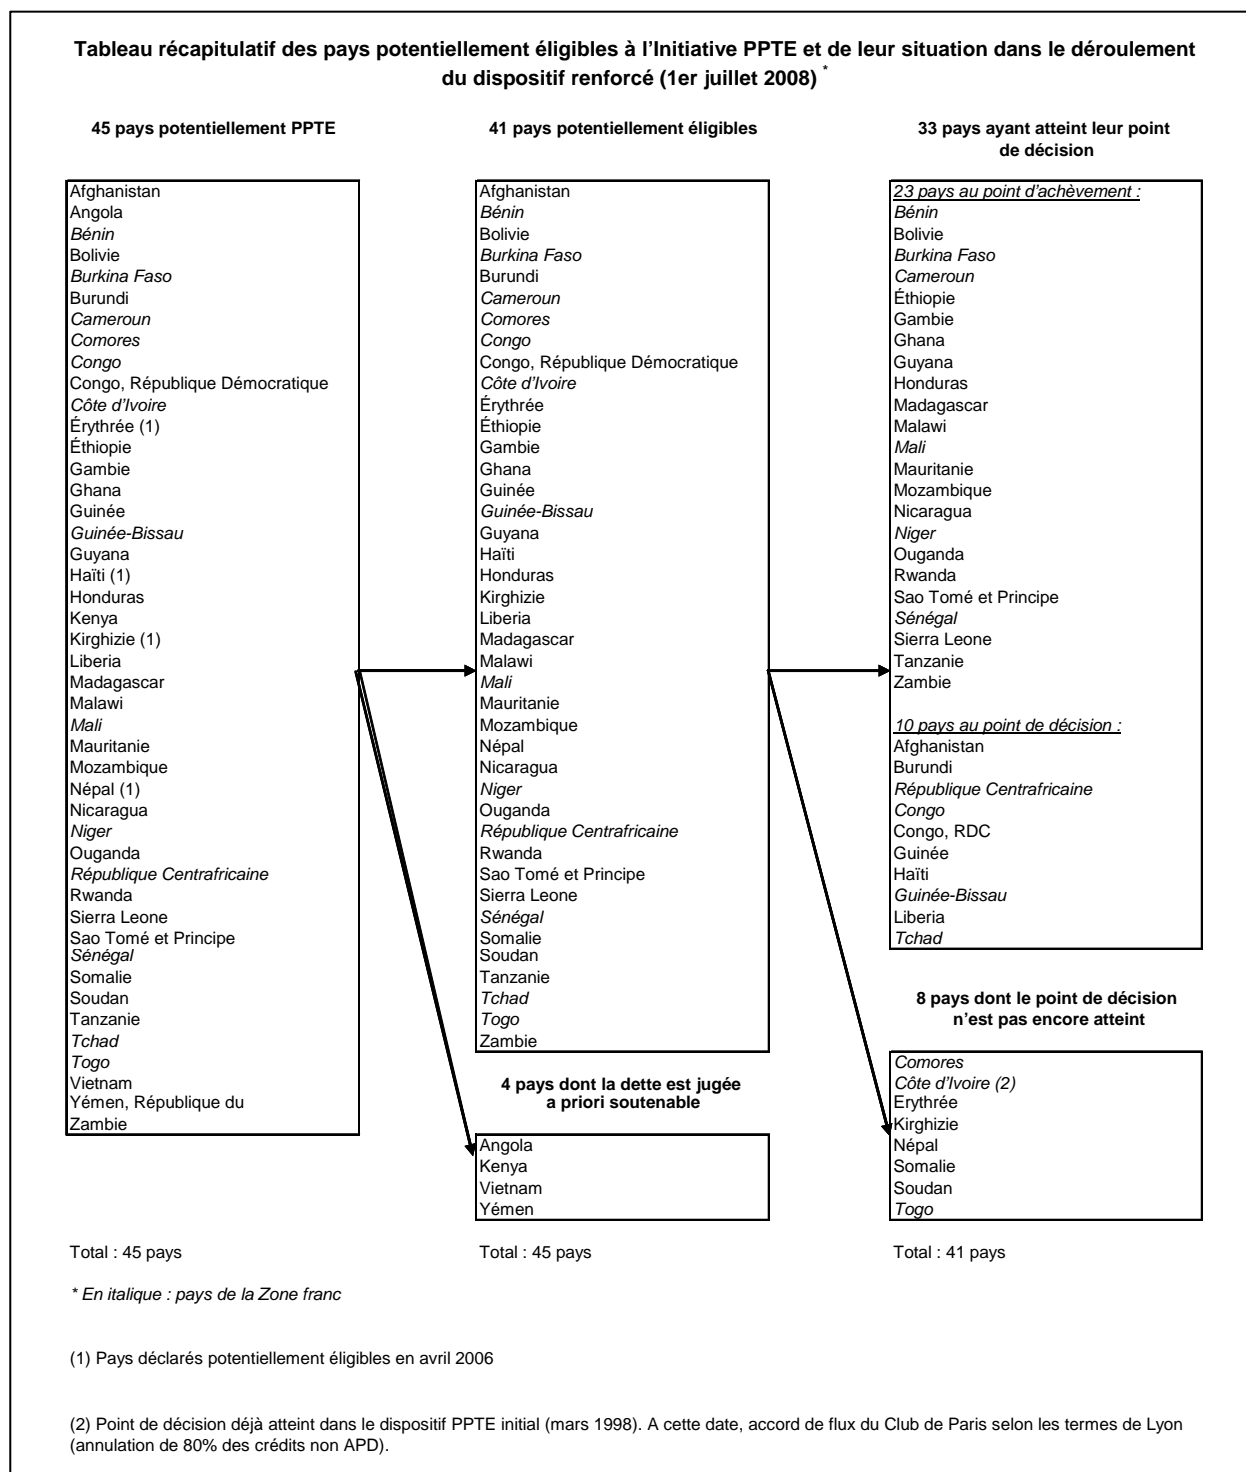 Tableau récapitulatif des pays potentiellement éligibles à l'Initiative PPTE et de leur situation dans le déroulement
du dispositif renforcé (1er juillet 2008) *
45 pays potentiellement PPTE
Afghanistan
Angola
Bénin
Bolivie
Burkina Faso
Burundi
Cameroun
Comores
Congo
Congo, République Démocratique
Côte d'Ivoire
Érythrée (1)
Éthiopie
Gambie
Ghana
Guinée
Guinée-Bissau
Guyana
Haïti (1)
Honduras
Kenya
Kirghizie (1)
Liberia
Madagascar
Malawi
Mali
Mauritanie
Mozambique
Népal (1)
Nicaragua
Niger
Ouganda
République Centrafricaine
Rwanda
Sierra Leone
Sao Tomé et Principe
Sénégal
Somalie
Soudan
Tanzanie
Tchad
Togo
Vietnam
Yémen, République du
Zambie
Total : 45 pays
41 pays potentiellement éligibles
Afghanistan
Bénin
Bolivie
Burkina Faso
Burundi
Cameroun
Comores
Congo
Congo, République Démocratique
Côte d'Ivoire
Érythrée
Éthiopie
Gambie
Ghana
Guinée
Guinée-Bissau
Guyana
Haïti
Honduras
Kirghizie
Liberia
Madagascar
Malawi
Mali
Mauritanie
Mozambique
Népal
Nicaragua
Niger
Ouganda
République Centrafricaine
Rwanda
Sao Tomé et Principe
Sierra Leone
Sénégal
Somalie
Soudan
Tanzanie
Tchad
Togo
Zambie
4 pays dont la dette est jugée
a priori soutenable
Angola
Kenya
Vietnam
Yémen
Total : 45 pays
33 pays ayant atteint leur point
de décision
23 pays au point d'achèvement :
Bénin
Bolivie
Burkina Faso
Cameroun
Éthiopie
Gambie
Ghana
Guyana
Honduras
Madagascar
Malawi
Mali
Mauritanie
Mozambique
Nicaragua
Niger
Ouganda
Rwanda
Sao Tomé et Principe
Sénégal
Sierra Leone
Tanzanie
Zambie
10 pays au point de décision :
Afghanistan
Burundi
République Centrafricaine
Congo
Congo, RDC
Guinée
Haïti
Guinée-Bissau
Liberia
Tchad
8 pays dont le point de décision
n'est pas encore atteint
Comores
Côte d'Ivoire (2)
Erythrée
Kirghizie
Népal
Somalie
Soudan
Togo
Total : 41 pays
* En italique : pays de la Zone franc
(1) Pays déclarés potentiellement éligibles en avril 2006
(2) Point de décision déjà atteint dans le dispositif PPTE initial (mars 1998). A cette date, accord de flux du Club de Paris selon les termes de Lyon
(annulation de 80% des crédits non APD).